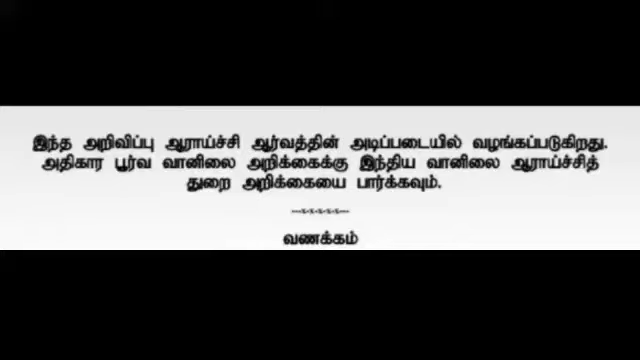 இந்த அறிவிப்பு ஆராய்ச்சி ஆர்வத்தின் அடிப்படையில் வழங்கப்படுகிறது.
அதிகார பூர்வ வானிலை அறிக்கைக்கு இந்திய வானிலை ஆராய்ச்சித்
துறை அறிக்கையை பார்க்கவும்.
---x-x-x-x-x---
வணக்கம்